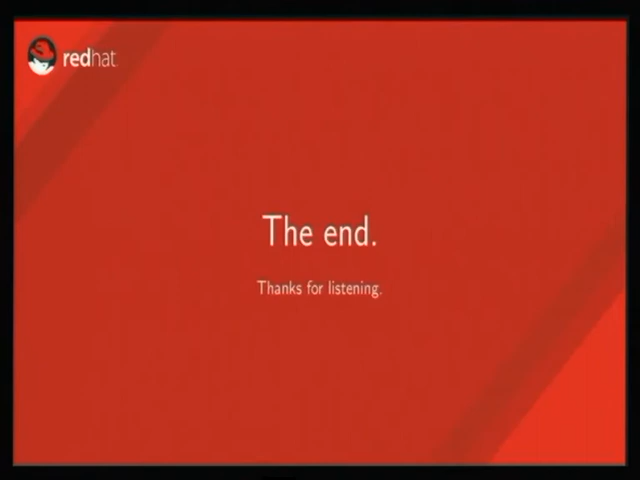 redhat.
The end.
Thanks for listening.